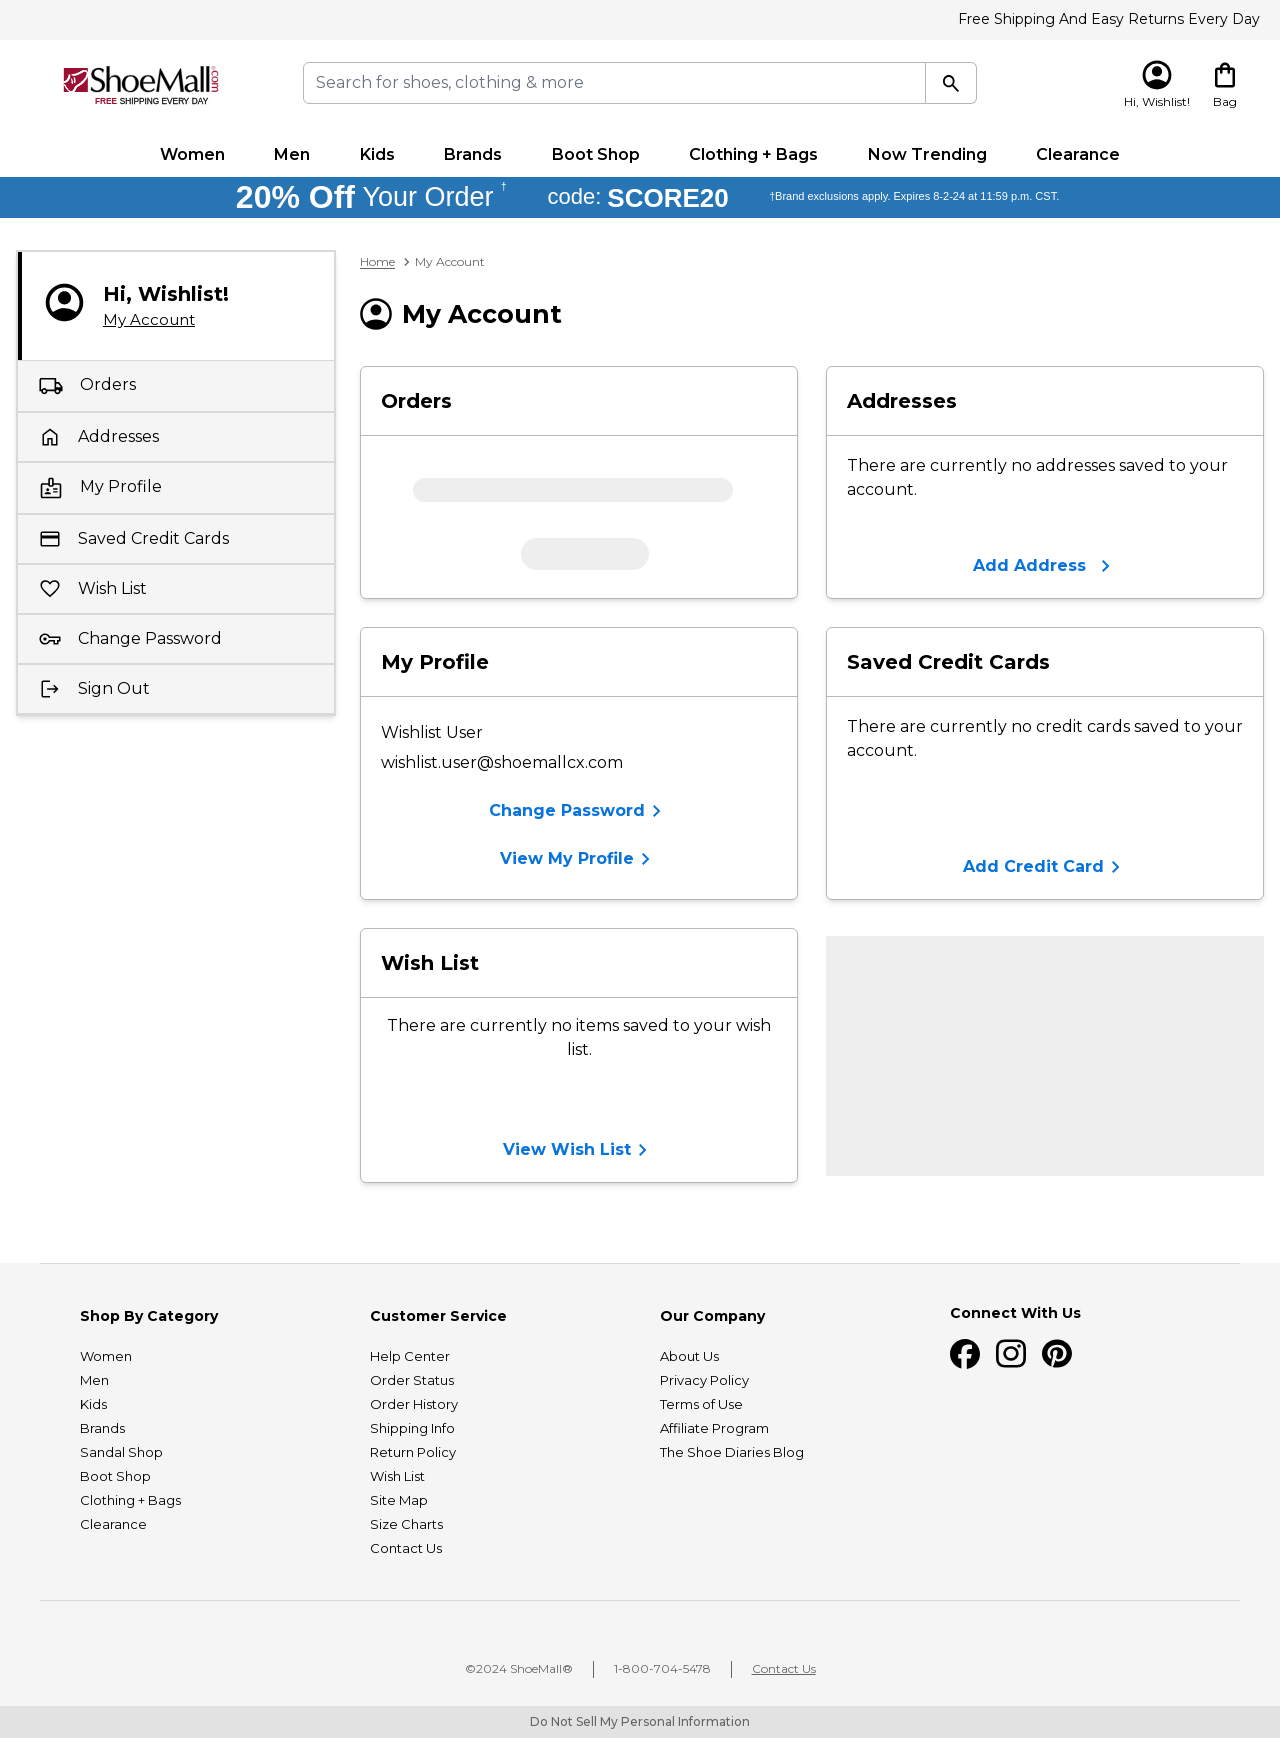 Free Shipping And Easy Returns Every Day
ShoeMall.com
FREE SHIPPING EVERY DAY
Search for shoes, clothing & more
Hi, Wishlist!
Bag
Women
Men
Kids
Brands
Boot Shop
Clothing + Bags
Now Trending
Clearance
20% Off Your Order †
code: SCORE20
†Brand exclusions apply. Expires 8-2-24 at 11:59 p.m. CST.
Hi, Wishlist!
My Account
Orders
Addresses
My Profile
Saved Credit Cards
Wish List
Change Password
Sign Out
Home
My Account
My Account
Orders
Addresses
There are currently no addresses saved to your
account.
Add Address
My Profile
Wishlist User
wishlist.user@shoemallcx.com
Change Password
View My Profile
Saved Credit Cards
There are currently no credit cards saved to your
account.
Add Credit Card
Wish List
There are currently no items saved to your wish
list.
View Wish List
Shop By Category
Women
Men
Kids
Brands
Sandal Shop
Boot Shop
Clothing + Bags
Clearance
Customer Service
Help Center
Order Status
Order History
Shipping Info
Return Policy
Wish List
Site Map
Size Charts
Contact Us
Our Company
About Us
Privacy Policy
Terms of Use
Affiliate Program
The Shoe Diaries Blog
Connect With Us
©2024 ShoeMall®
1-800-704-5478
Contact Us
Do Not Sell My Personal Information